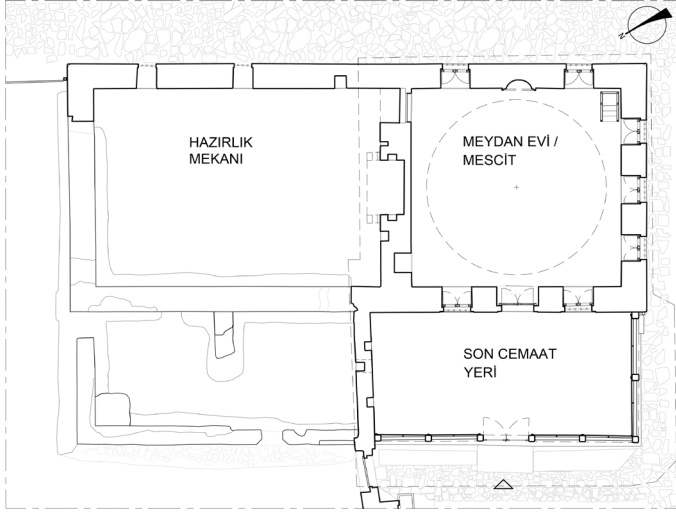 N
HAZIRLIK
MEKANI
MEYDAN EVİ /
MESCİT
SON CEMAAT
YERİ